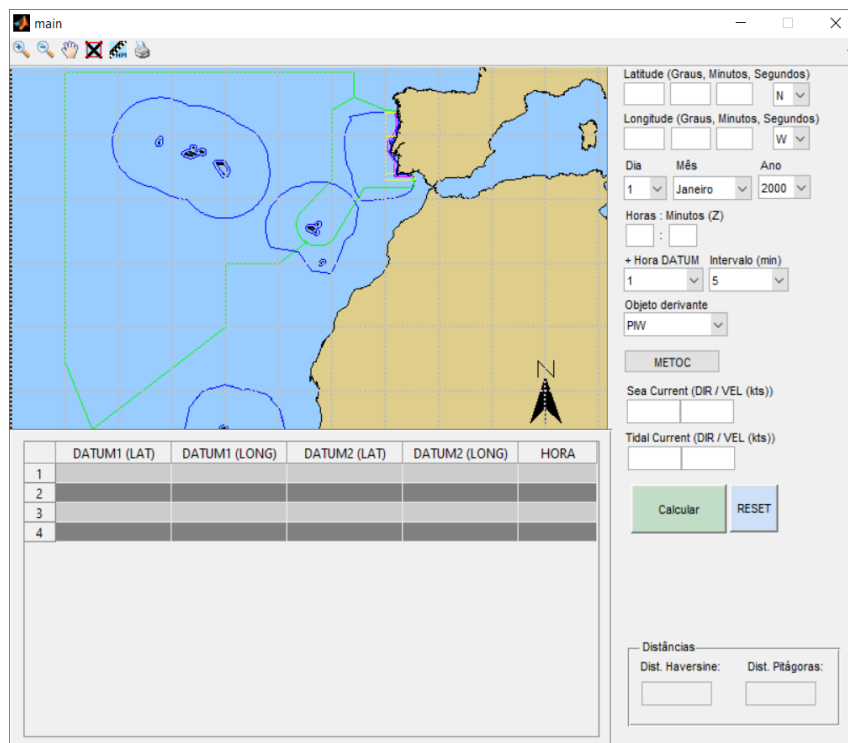 main
NM
Latitude (Graus, Minutos, Segundos)
N
Longitude (Graus, Minutos, Segundos)
W
Dia Mês Ano
1 Janeiro 2000
Horas : Minutos (Z)
:
+ Hora DATUM Intervalo (min)
1 5
Objeto derivante
PIW
METOC
Sea Current (DIR / VEL (kts))
Tidal Current (DIR / VEL (kts))
Calcular RESET
N
DATUM1 (LAT) DATUM1 (LONG) DATUM2 (LAT) DATUM2 (LONG) HORA
1
2
3
4
Distâncias
Dist. Haversine: Dist. Pitágoras: